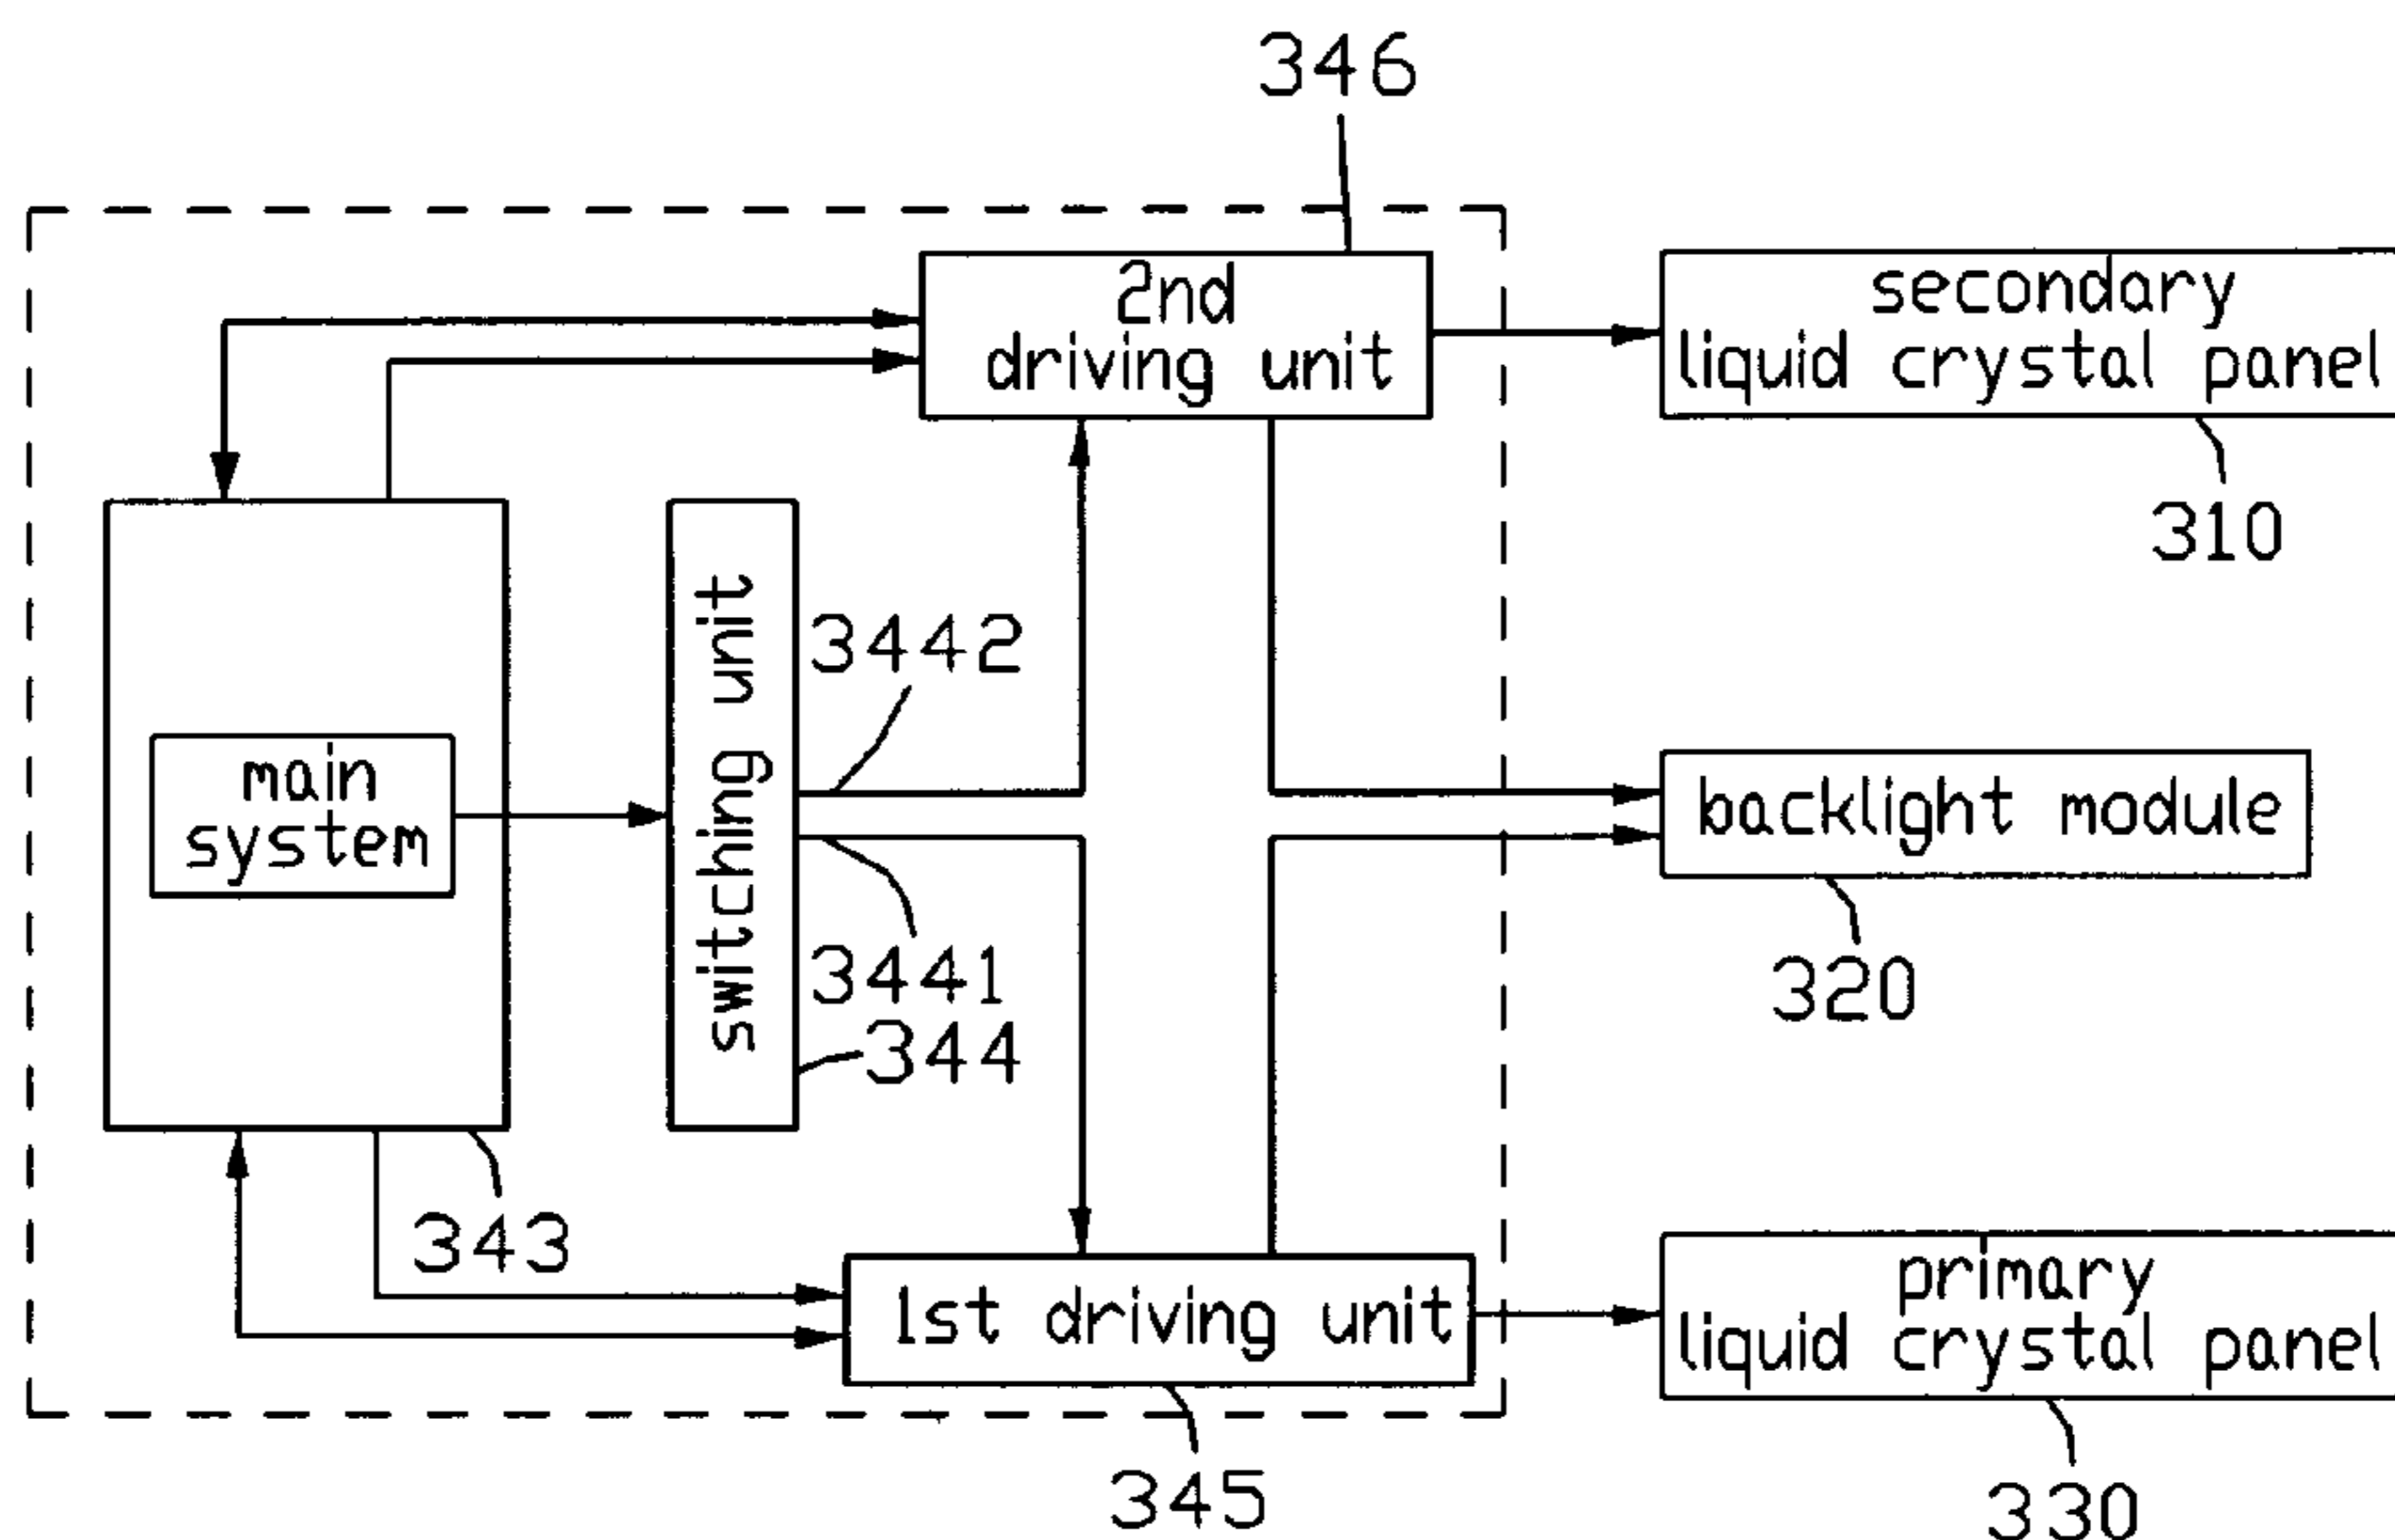 346
2nd
driving unit
secondary
liquid crystal panel
310
switching unit
3442
main
system
backlight module
3441
344
320
343
1st driving unit
primary
liquid crystal panel
345
330